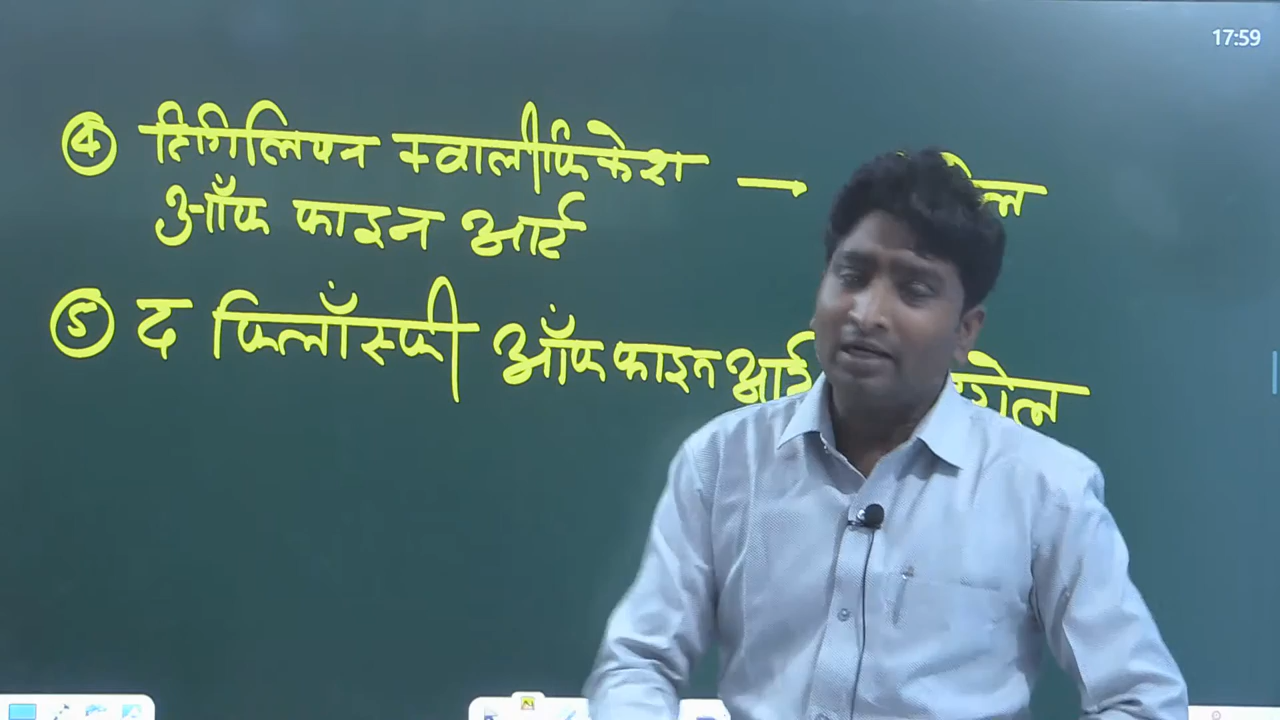 17:59
④ हिगिलियन क्वालीफिकेश →
ऑफ फाइन आर्ट
⑤ द फिलॉस्फी ऑफ फाइन आर्ट